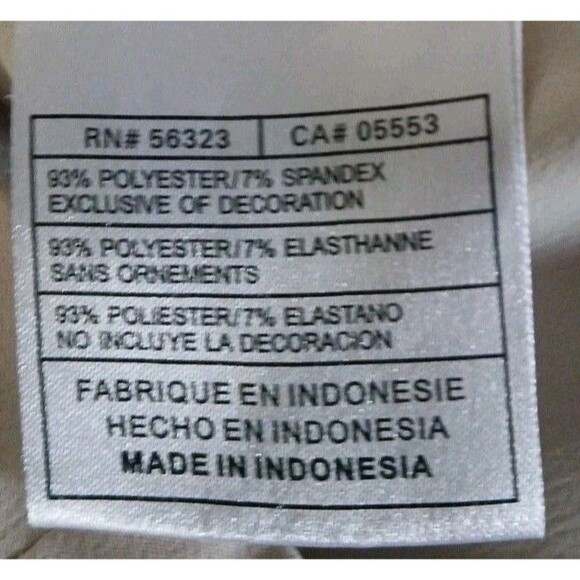 RN# 56323 CA# 05553
93% POLYESTER/7% SPANDEX
EXCLUSIVE OF DECORATION
93% POLYESTER/7% ELASTHANNE
SANS ORNEMENTS
93% POLIESTER/7% ELASTANO
NO INCLUYE LA DECORACION
FABRIQUE EN INDONESIE
HECHO EN INDONESIA
MADE IN INDONESIA